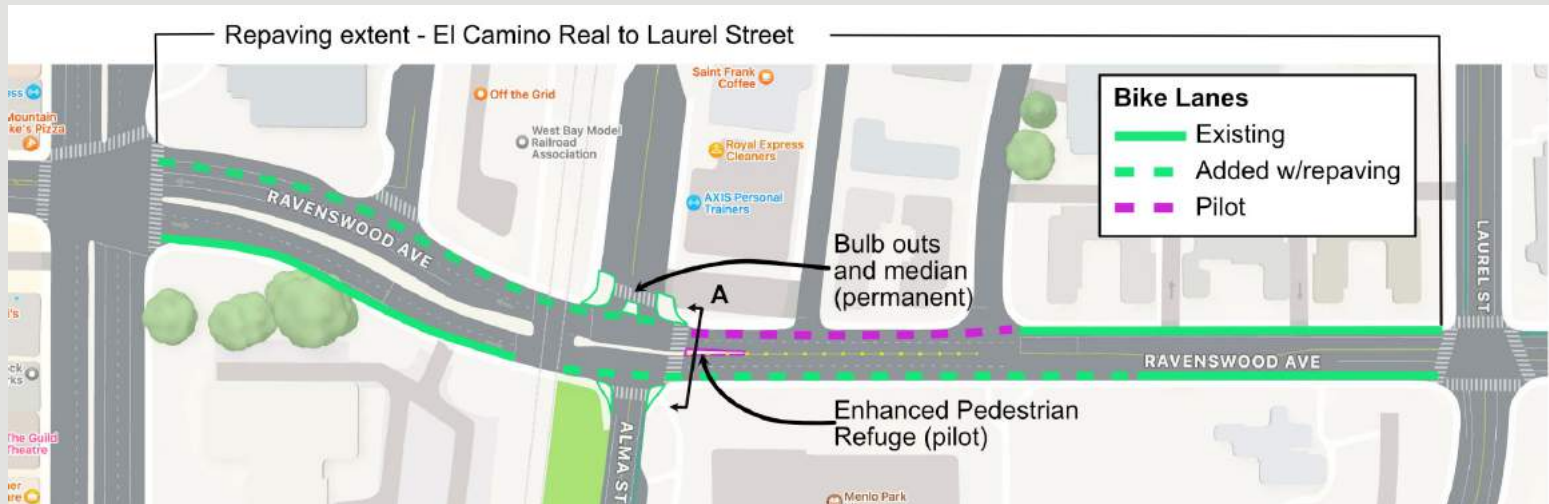 Repaving extent - El Camino Real to Laurel Street
Saint Frank
Coffee
Off the Grid
West Bay Model
Railroad
Association
Royal Express
Cleaners
AXIS Personal
Trainers
Bike Lanes
Existing
Added w/repaving
Pilot
Mountain
ke's Pizza
RAVENSWOOD AVE
Bulb outs
and median
(permanent)
A
LAUREL ST
RAVENSWOOD AVE
Enhanced Pedestrian
Refuge (pilot)
ALMA ST
The Guild
Theatre
Menlo Park